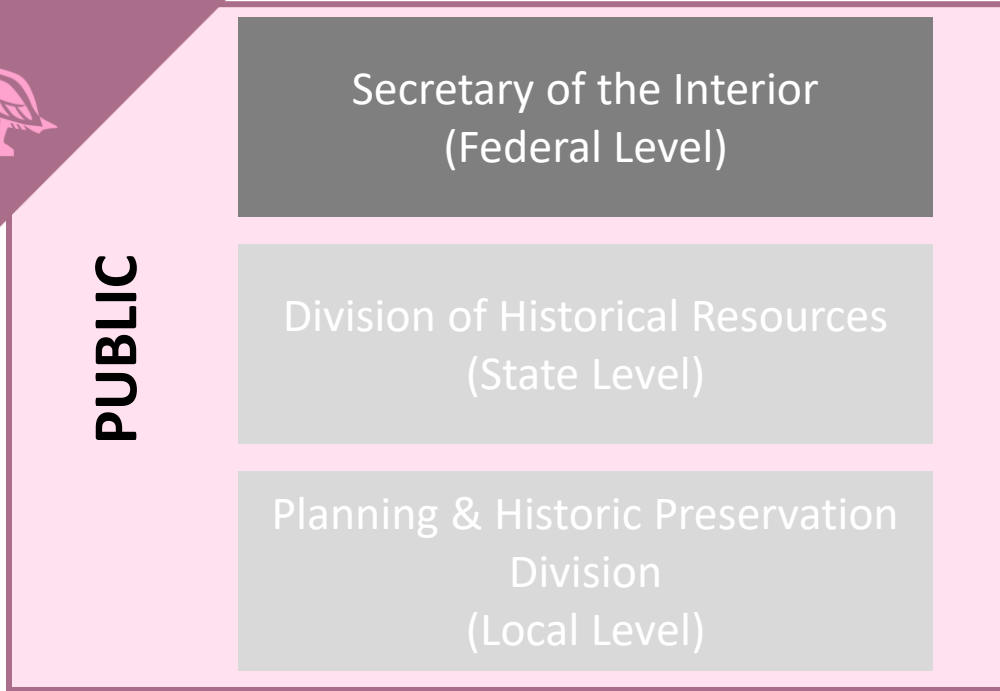 PUBLIC
Secretary of the Interior
(Federal Level)
Division of Historical Resources
(State Level)
Planning & Historic Preservation
Division
(Local Level)